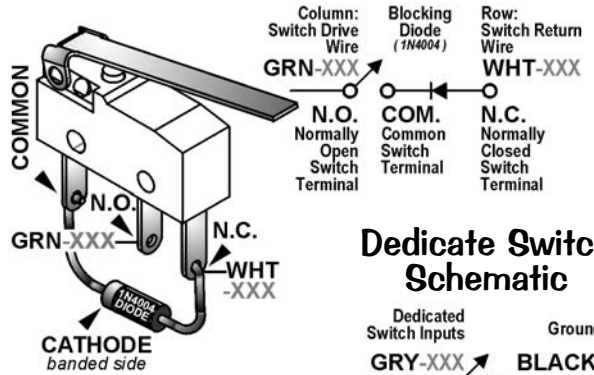 Column:
Switch Drive
Wire
GRN-XXX
Blocking
Diode
(1N4004)
Row:
Switch Return
Wire
WHT-XXX
N.O.
Normally
Open
Switch
Terminal
COM.
Common
Switch
Terminal
N.C.
Normally
Closed
Switch
Terminal
COMMON
N.O.
GRN-XXX
N.C.
WHT
-XXX
1N4004
DIODE
CATHODE
banded side
Dedicate Switc
Schematic
Dedicated
Switch Inputs
GRY-XXX
Groun
BLACK